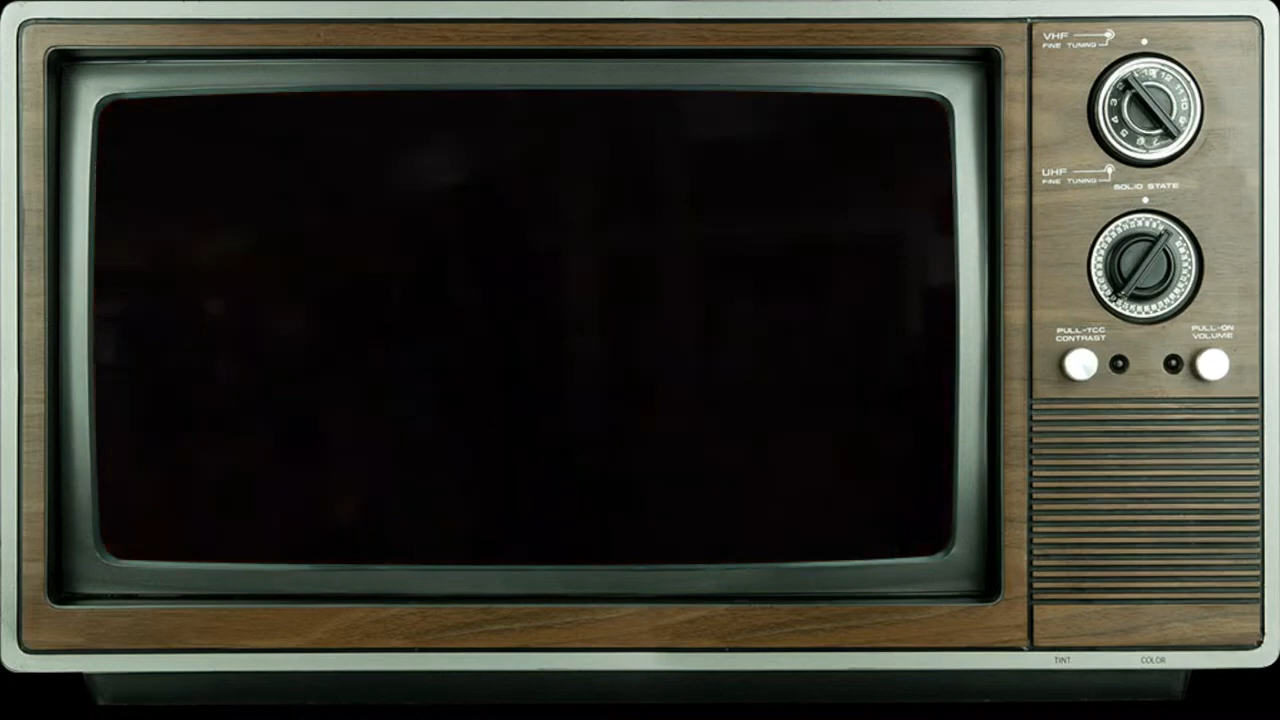 VHF
FINE TUNING
UHF
FINE TUNING
SOLID STATE
PULL-TCC
CONTRAST
PULL-ON
VOLUME
TINT
COLOR